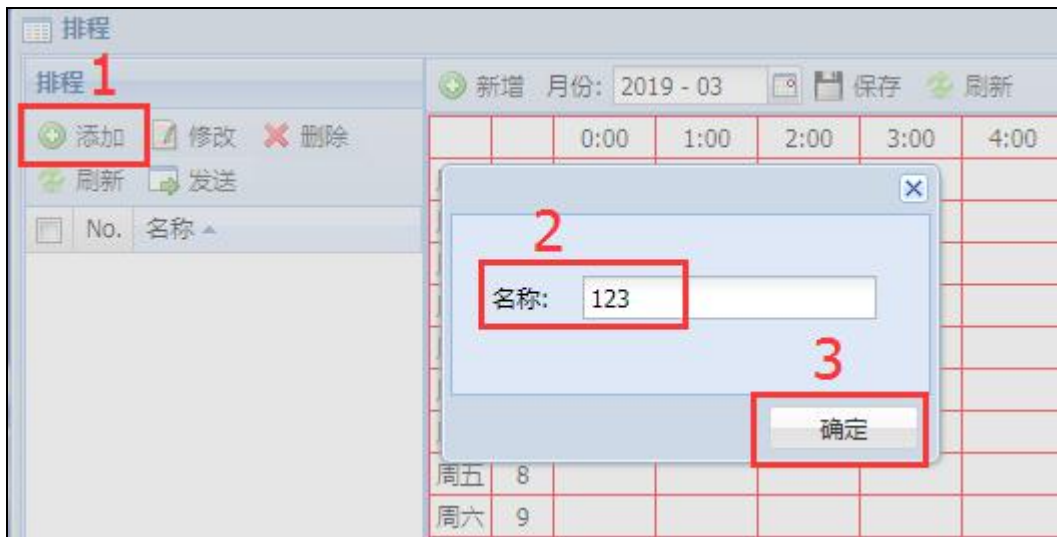 排程
排程 1
新增 月份: 2019 - 03 保存 刷新
添加 修改 删除
0:00 1:00 2:00 3:00 4:00
刷新 发送
No. 名称
2
名称: 123
3
确定
周五 8
周六 9